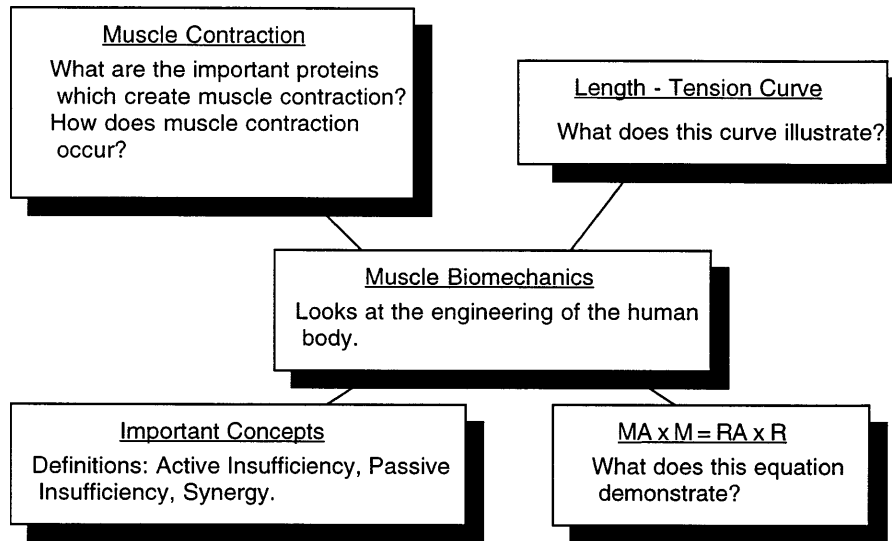 Muscle Contraction
What are the important proteins
which create muscle contraction?
How does muscle contraction
occur?
Length - Tension Curve
What does this curve illustrate?
Muscle Biomechanics
Looks at the engineering of the human
body.
Important Concepts
Definitions: Active Insufficiency, Passive
Insufficiency, Synergy.
MA x M = RA x R
What does this equation
demonstrate?